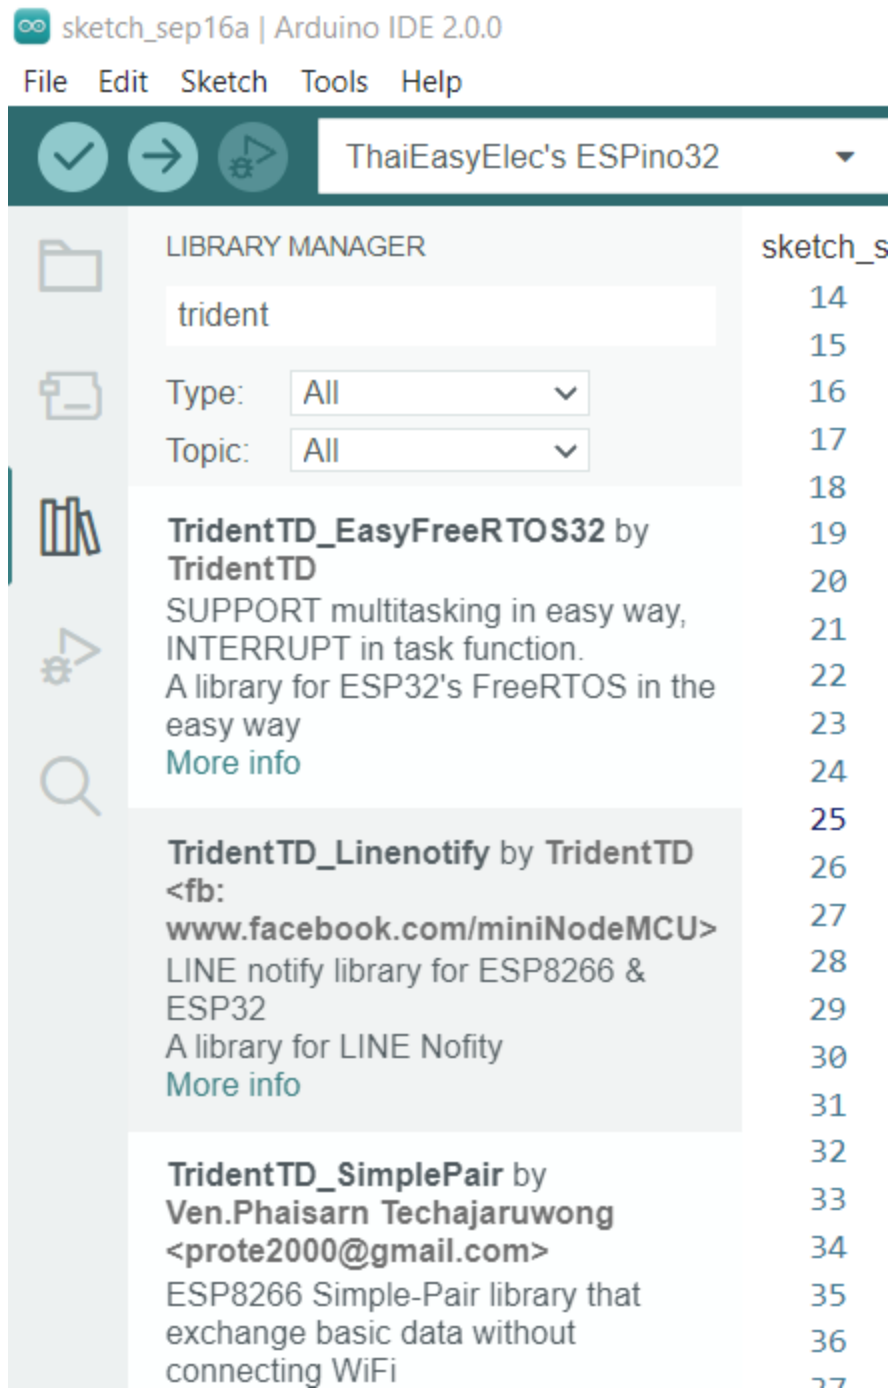 sketch_sep16a | Arduino IDE 2.0.0
File Edit Sketch Tools Help
ThaiEasyElec's ESPino32
LIBRARY MANAGER
trident
Type: All
Topic: All
TridentTD_EasyFreeRTOS32 by
TridentTD
SUPPORT multitasking in easy way,
INTERRUPT in task function.
A library for ESP32's FreeRTOS in the
easy way
More info
TridentTD_Linenotify by TridentTD
<fb:
www.facebook.com/miniNodeMCU>
LINE notify library for ESP8266 &
ESP32
A library for LINE Nofity
More info
TridentTD_SimplePair by
Ven.Phaisarn Techajaruwong
<prote2000@gmail.com>
ESP8266 Simple-Pair library that
exchange basic data without
connecting WiFi
sketch_s
14
15
16
17
18
19
20
21
22
23
24
25
26
27
28
29
30
31
32
33
34
35
36
37